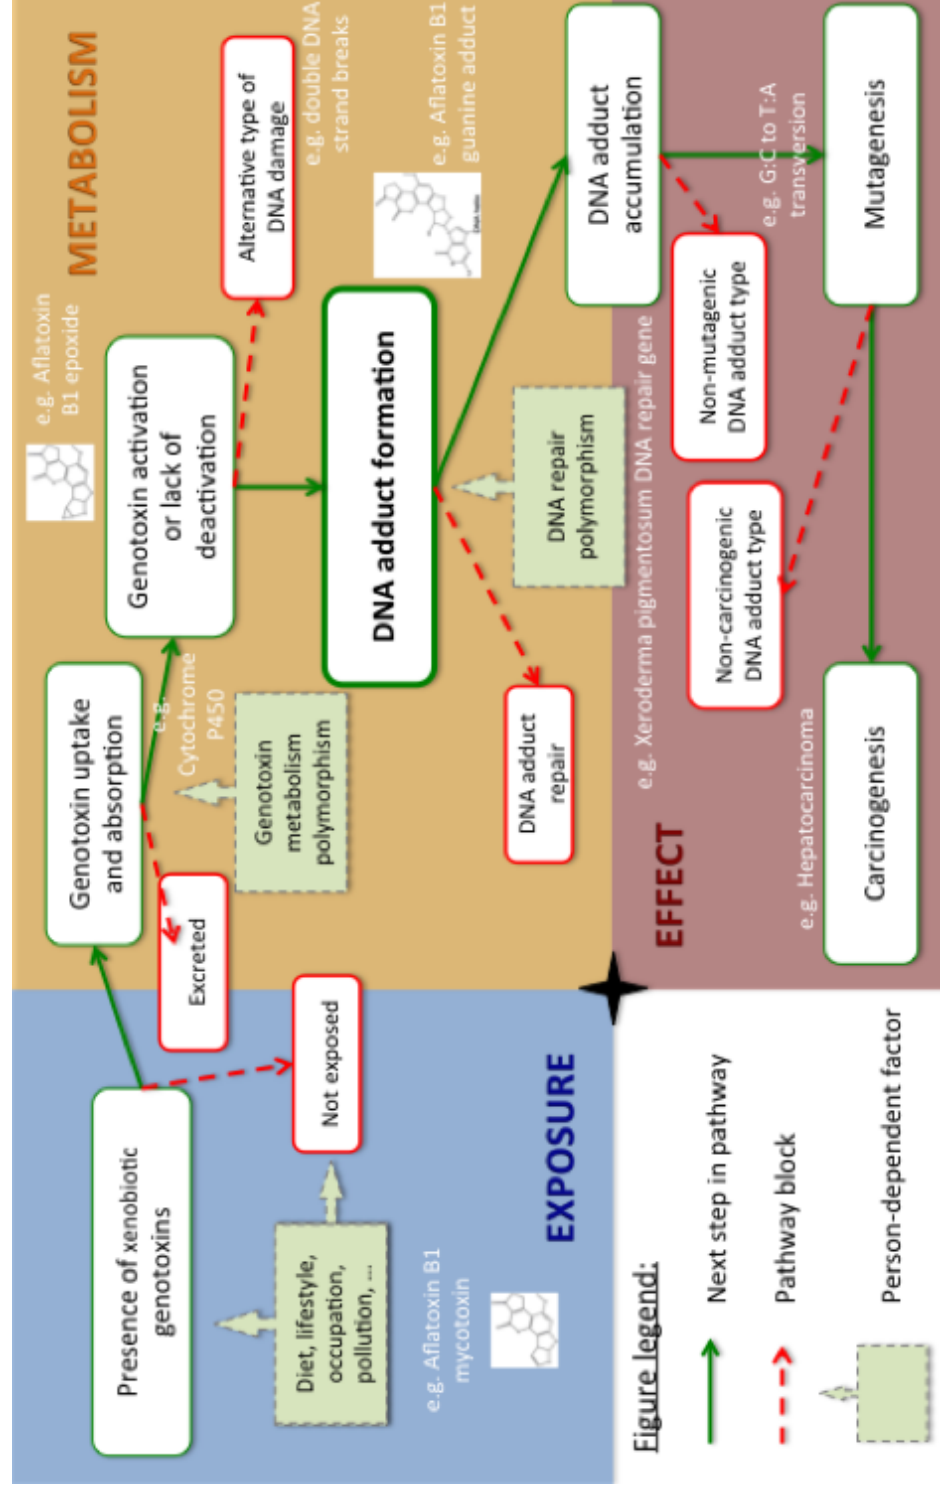 Presence of xenobiotic
genotoxins
Diet, lifestyle,
occupation,
pollution, ...
Not exposed
e.g. Aflatoxin B1
mycotoxin
EXPOSURE
METABOLISM
Genotoxin uptake
and absorption
Excreted
e.g.
Cytochrome
P450
Genotoxin
metabolism
polymorphism
e.g. Aflatoxin
B1 epoxide
Genotoxin activation
or lack of
deactivation
Alternative type of
DNA damage
e.g. double DNA
strand breaks
DNA adduct formation
e.g. Aflatoxin B1
guanine adduct
DNA adduct
repair
DNA repair
polymorphism
e.g. Xeroderma pigmentosum DNA repair gene
DNA adduct
accumulation
EFFECT
Non-mutagenic
DNA adduct type
e.g. G:C to T:A
transversion
Mutagenesis
Non-carcinogenic
DNA adduct type
e.g. Hepatocarcinoma
Carcinogenesis
Figure legend:
Next step in pathway
Pathway block
Person-dependent factor